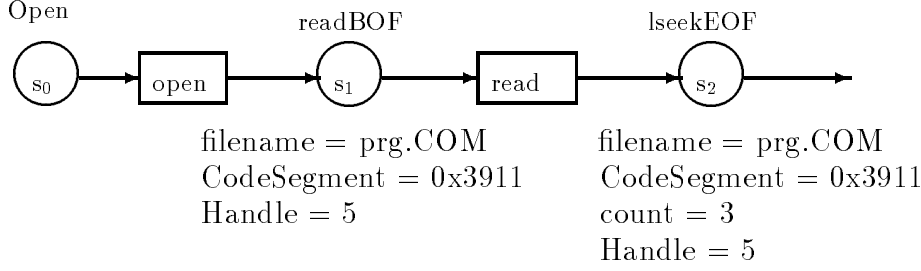 Open readBOF lseekEOF
s0 open s1 read s2
filename = prg.COM filename = prg.COM
CodeSegment = 0x3911 CodeSegment = 0x3911
Handle = 5 count = 3
Handle = 5